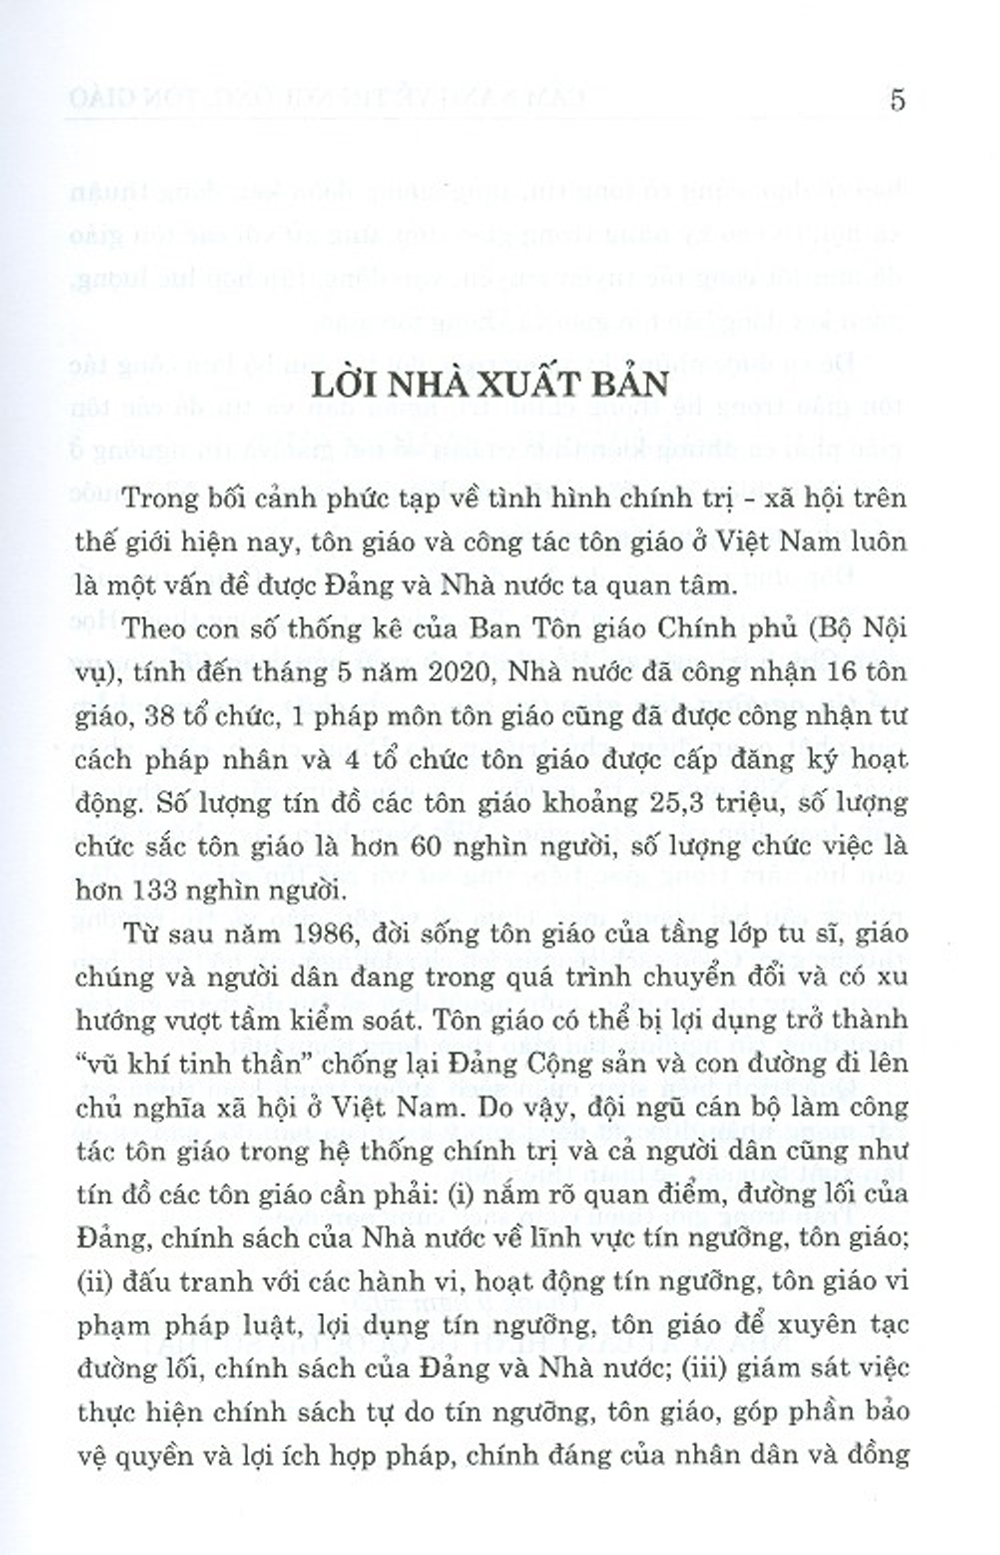 5
LỜI NHÀ XUẤT BẢN
Trong bối cảnh phức tạp về tình hình chính trị - xã hội trên
thế giới hiện nay, tôn giáo và công tác tôn giáo ở Việt Nam luôn
là một vấn đề được Đảng và Nhà nước ta quan tâm.
Theo con số thống kê của Ban Tôn giáo Chính phủ (Bộ Nội
vụ), tính đến tháng 5 năm 2020, Nhà nước đã công nhận 16 tôn
giáo, 38 tổ chức, 1 pháp môn tôn giáo cũng đã được công nhận tư
cách pháp nhân và 4 tổ chức tôn giáo được cấp đăng ký hoạt
động. Số lượng tín đồ các tôn giáo khoảng 25,3 triệu, số lượng
chức sắc tôn giáo là hơn 60 nghìn người, số lượng chức việc là
hơn 133 nghìn người.
Từ sau năm 1986, đời sống tôn giáo của tầng lớp tu sĩ, giáo
chúng và người dân đang trong quá trình chuyển đổi và có xu
hướng vượt tầm kiểm soát. Tôn giáo có thể bị lợi dụng trở thành
“vũ khí tinh thần” chống lại Đảng Cộng sản và con đường đi lên
chủ nghĩa xã hội ở Việt Nam. Do vậy, đội ngũ cán bộ làm công
tác tôn giáo trong hệ thống chính trị và cả người dân cũng như
tín đồ các tôn giáo cần phải: (i) nắm rõ quan điểm, đường lối của
Đảng, chính sách của Nhà nước về lĩnh vực tín ngưỡng, tôn giáo;
(ii) đấu tranh với các hành vi, hoạt động tín ngưỡng, tôn giáo vi
phạm pháp luật, lợi dụng tín ngưỡng, tôn giáo để xuyên tạc
đường lối, chính sách của Đảng và Nhà nước; (iii) giám sát việc
thực hiện chính sách tự do tín ngưỡng, tôn giáo, góp phần bảo
vệ quyền và lợi ích hợp pháp, chính đáng của nhân dân và đồng